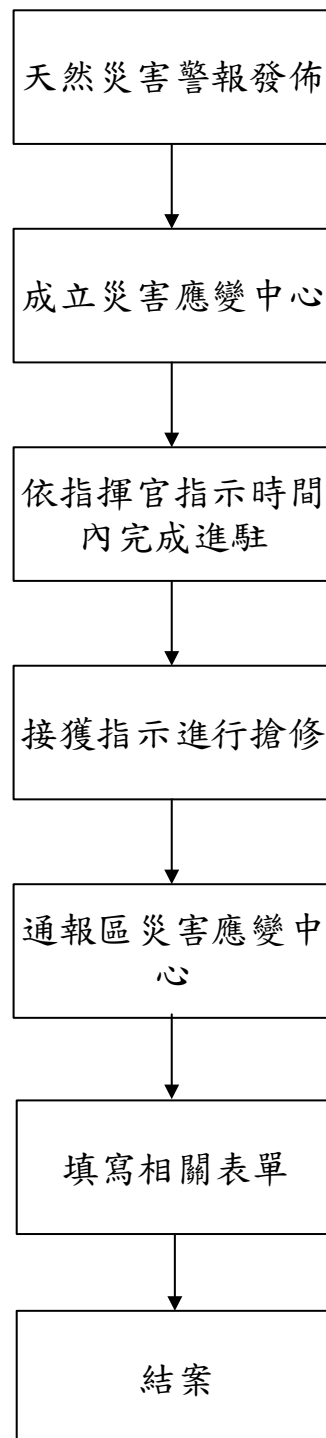 天然災害警報發佈
成立災害應變中心
依指揮官指示時間
內完成進駐
接獲指示進行搶修
通報區災害應變中
心
填寫相關表單
結案